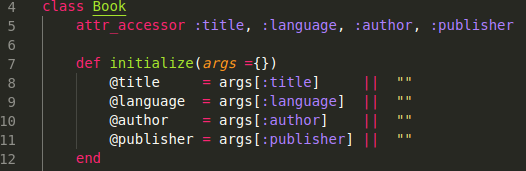 4 class Book
5     attr_accessor :title, :language, :author, :publisher
6
7     def initialize(args ={})
8         @title     = args[:title]     ||  ""
9         @language  = args[:language]  ||  ""
10         @author    = args[:author]    ||  ""
11         @publisher = args[:publisher] ||  ""
12     end